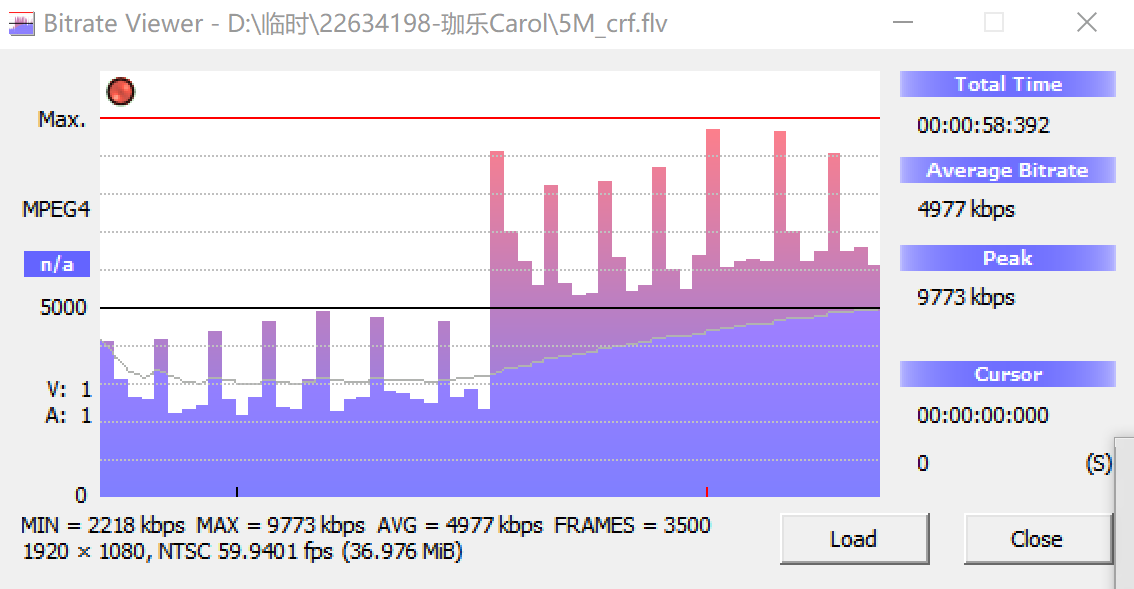 Bitrate Viewer - D:\临时\22634198-珈乐Carol\5M_crf.flv
Max.
MPEG4
n/a
5000
V: 1
A: 1
0
Total Time
00:00:58:392
Average Bitrate
4977 kbps
Peak
9773 kbps
Cursor
00:00:00:000
0 (S)
MIN = 2218 kbps MAX = 9773 kbps AVG = 4977 kbps FRAMES = 3500
1920 × 1080, NTSC 59.9401 fps (36.976 MiB)
Load
Close